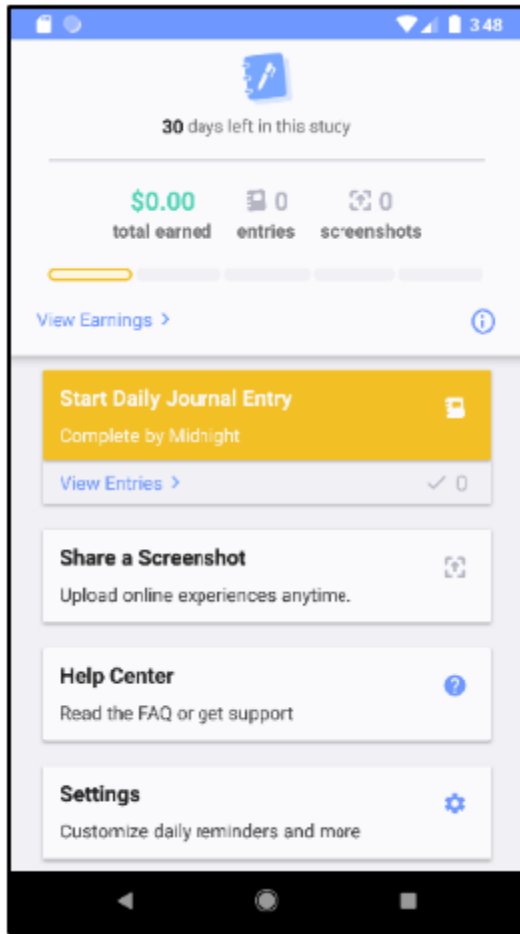 3:48
30 days left in this study
$0.00 0 0
total earned entries screenshots
View Earnings >
Start Daily Journal Entry
Complete by Midnight
View Entries > 0
Share a Screenshot
Upload online experiences anytime.
Help Center
Read the FAQ or get support
Settings
Customize daily reminders and more